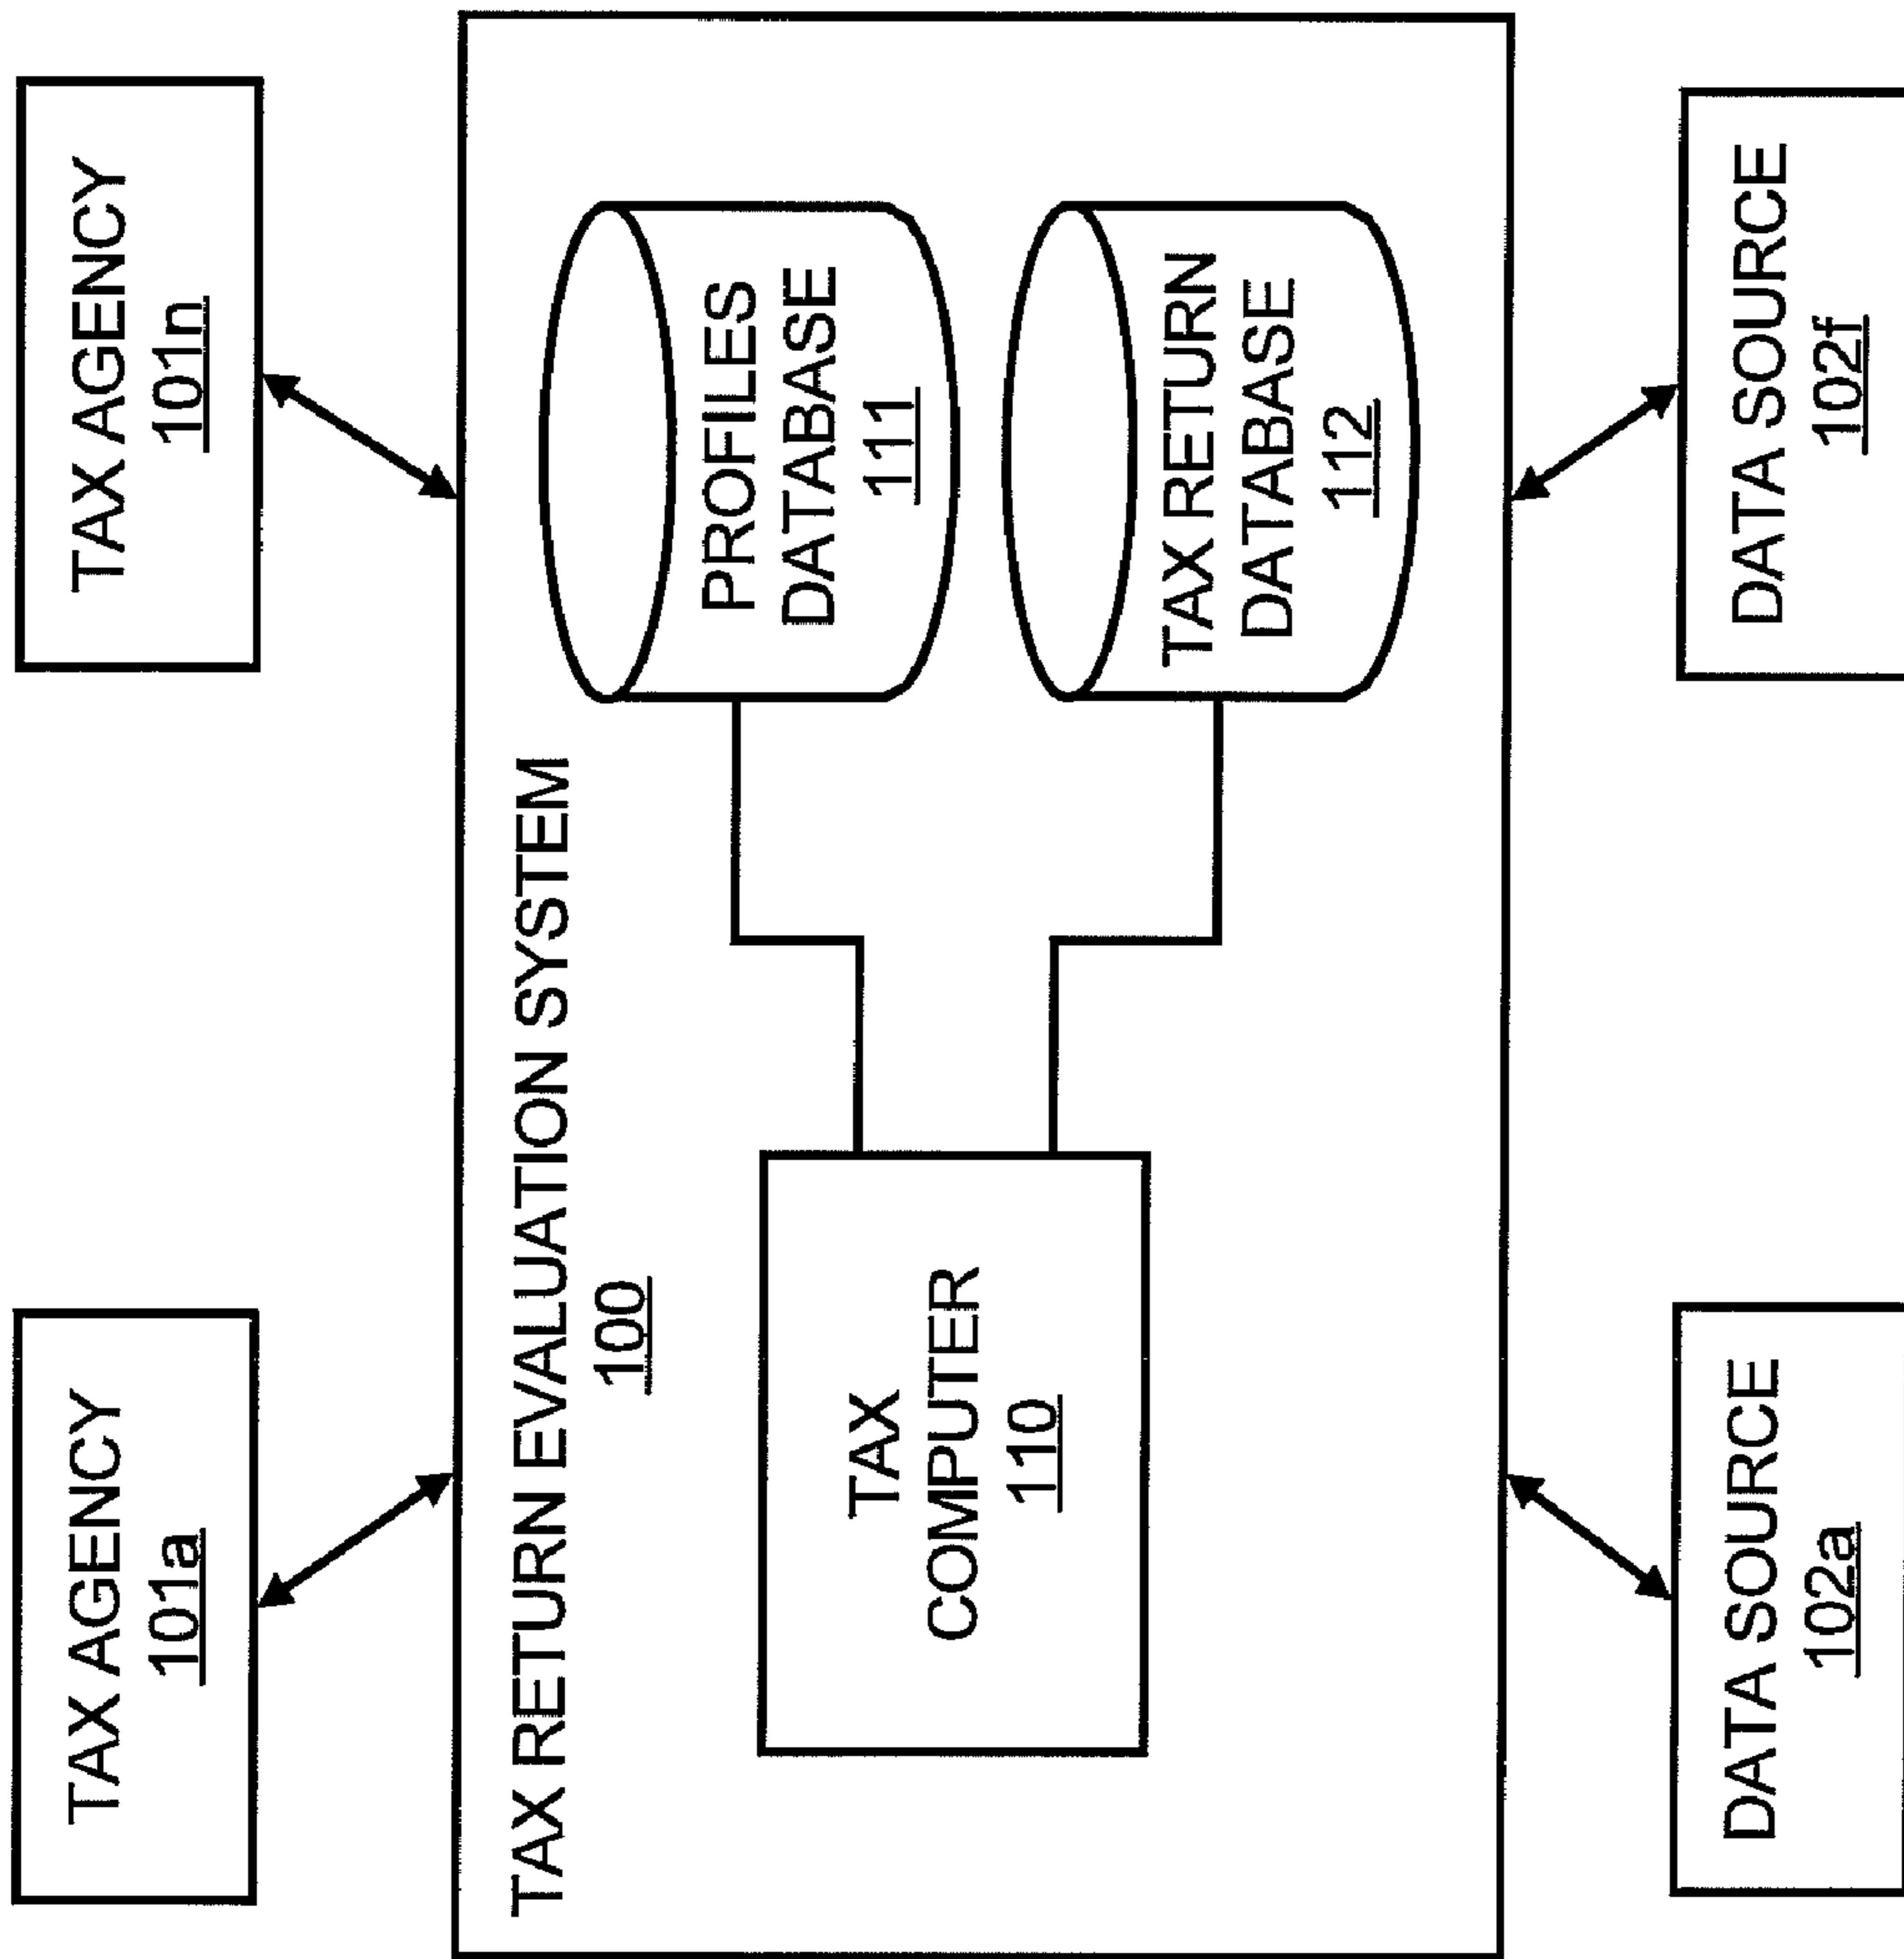 TAX AGENCY
101a
TAX AGENCY
101n
TAX RETURN EVALUATION SYSTEM
100
TAX
COMPUTER
110
PROFILES
DATABASE
111
TAX RETURN
DATABASE
112
DATA SOURCE
102a
DATA SOURCE
102f